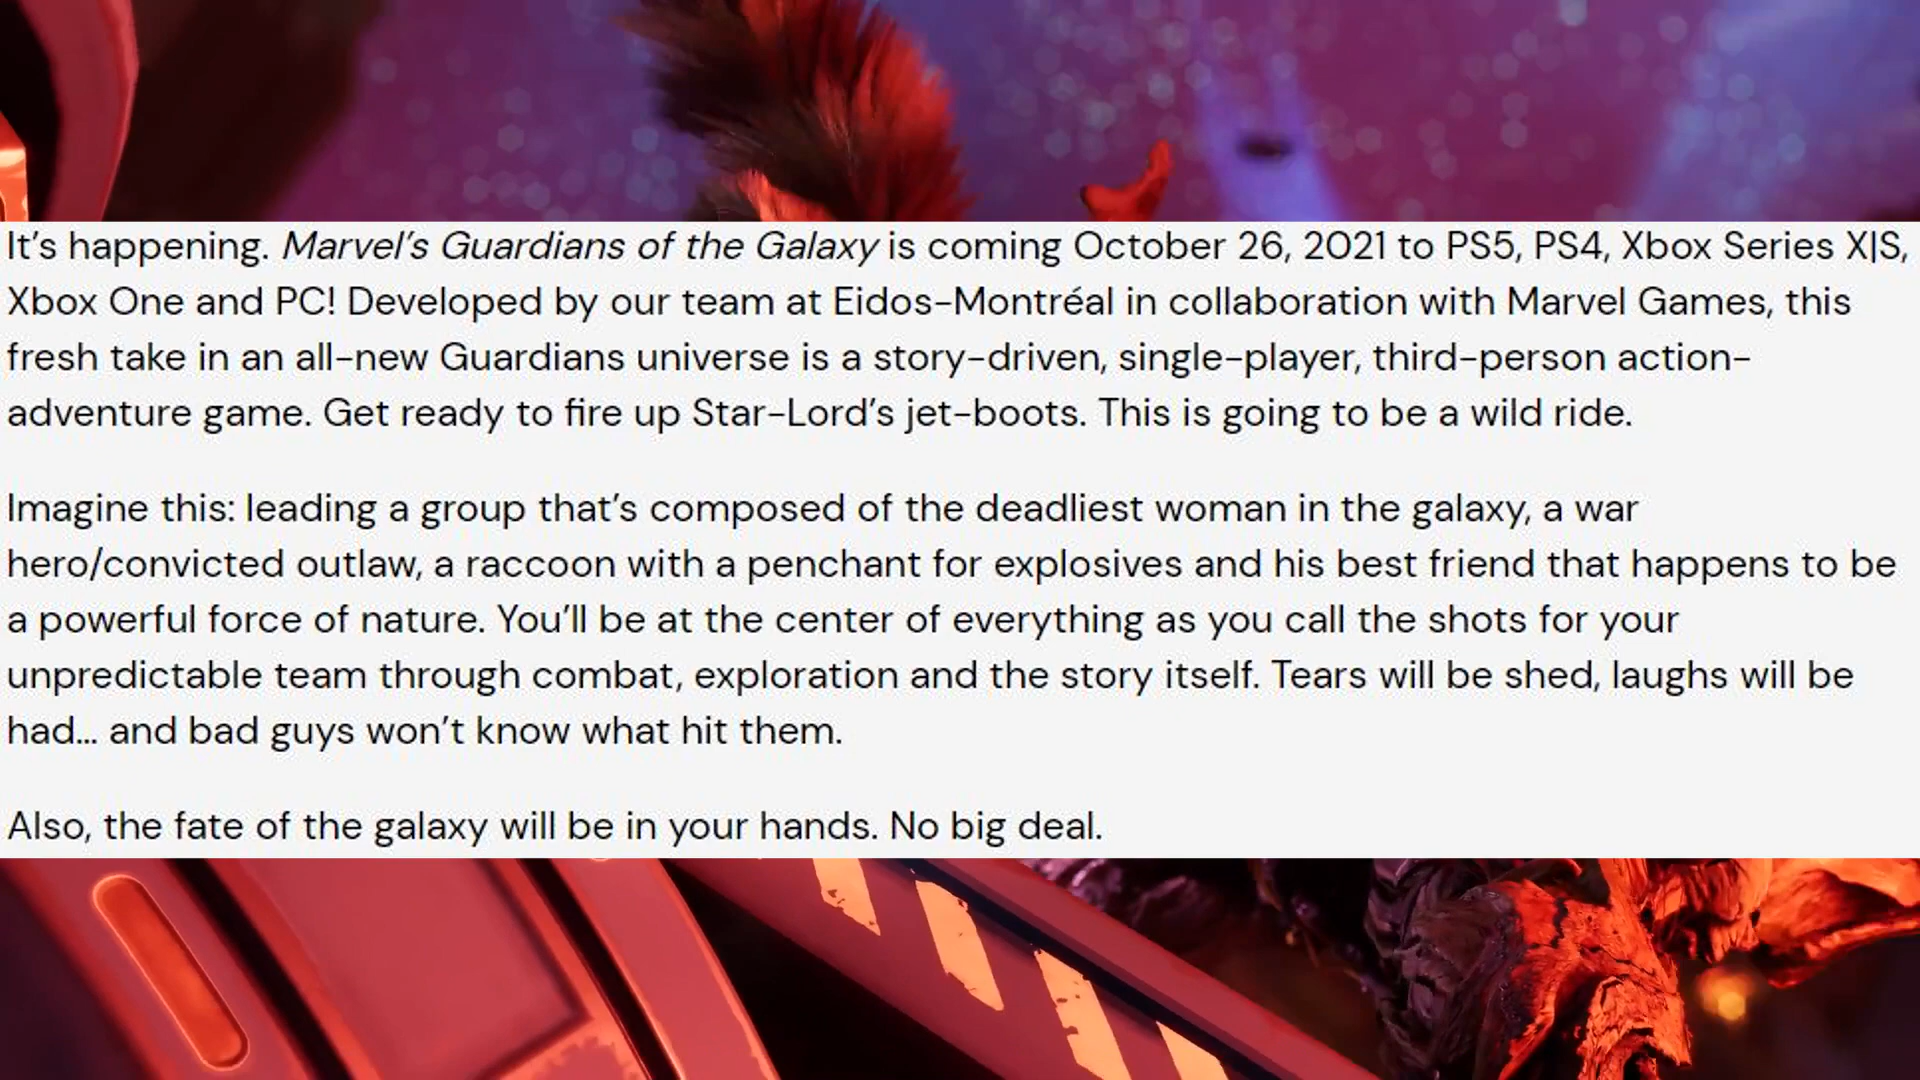 It’s happening. Marvel’s Guardians of the Galaxy is coming October 26, 2021 to PS5, PS4, Xbox Series X|S,
Xbox One and PC! Developed by our team at Eidos-Montréal in collaboration with Marvel Games, this
fresh take in an all-new Guardians universe is a story-driven, single-player, third-person action-
adventure game. Get ready to fire up Star-Lord’s jet-boots. This is going to be a wild ride.
Imagine this: leading a group that’s composed of the deadliest woman in the galaxy, a war
hero/convicted outlaw, a raccoon with a penchant for explosives and his best friend that happens to be
a powerful force of nature. You’ll be at the center of everything as you call the shots for your
unpredictable team through combat, exploration and the story itself. Tears will be shed, laughs will be
had… and bad guys won’t know what hit them.
Also, the fate of the galaxy will be in your hands. No big deal.